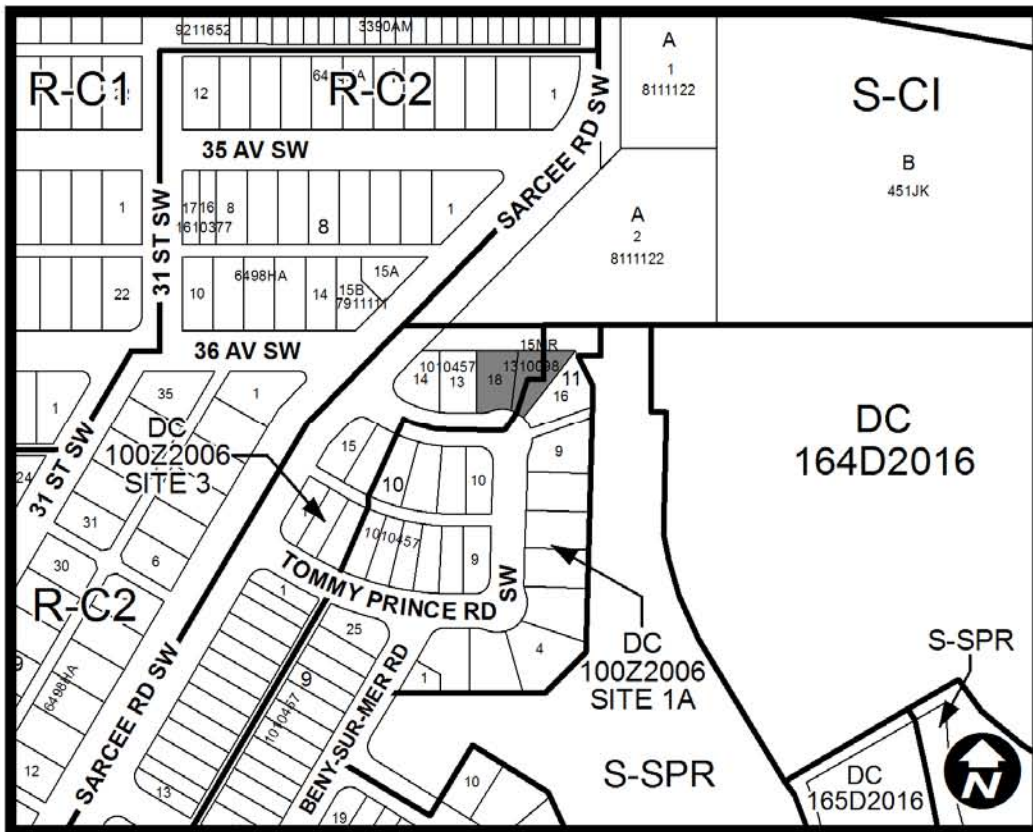 9211652
3390AM
R-C1
12
R-C2
1
35 AV SW
SARCEE RD SW
A
1
8111122
S-CI
B
451JK
1
31 ST SW
17 16 8
1610377
8
1
A
2
8111122
22
10
6498HA
14
15B
7911111
15A
36 AV SW
15MR
1010457
14
13
18
1310098
11
16
1
35
1
DC
100Z2006
SITE 3
15
10
10
9
DC
164D2016
24
31 ST SW
31
6
30
R-C2
1010457
9
TOMMY PRINCE RD SW
1
25
4
1
DC
100Z2006
SITE 1A
S-SPR
9
6498HA
SARCEE RD SW
9
1010457
BENY-SUR-MER RD
S-SPR
12
13
19
10
DC
165D2016
N